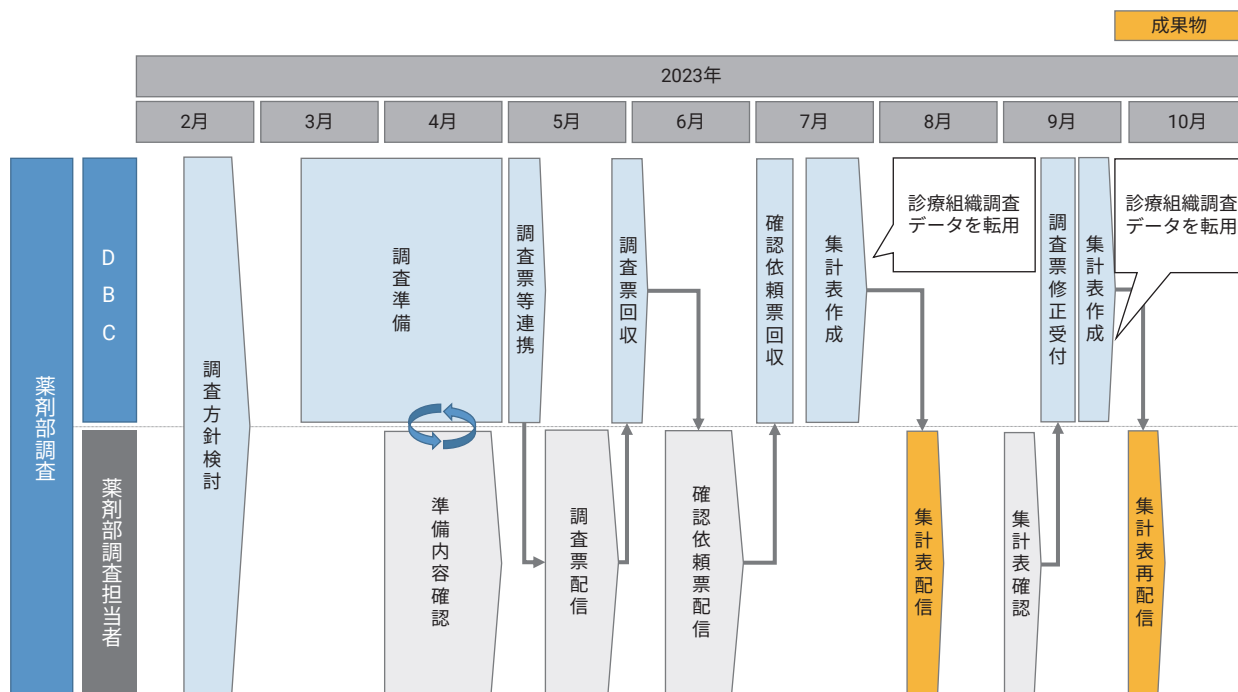 成果物
2023年
2月
3月
4月
5月
6月
7月
8月
9月
10月
薬剤部調査
DBC
薬剤部調査担当者
調査方針検討
調査準備
調査票等連携
調査票回収
確認依頼票回収
集計表作成
診療組織調査
データを転用
調査票修正受付
集計表作成
診療組織調査
データを転用
準備内容確認
調査票配信
確認依頼票配信
集計表配信
集計表確認
集計表再配信